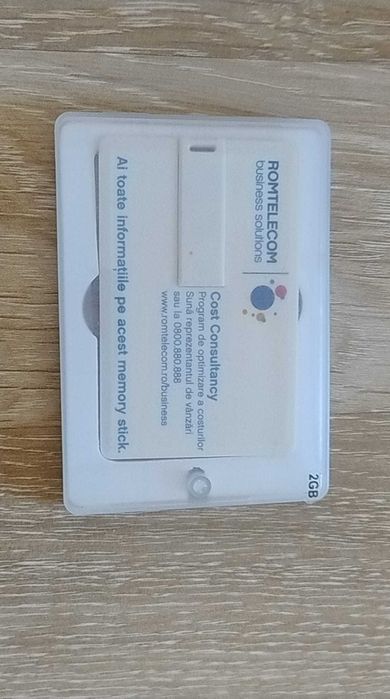 ROMTELECOM
business solutions
Cost Consultancy
Program de optimizare a costurilor
Sună reprezentantul de vânzări
sau la 0800.880.888
www.romtelecom.ro/business
Ai toate informațiile pe acest memory stick.
2GB